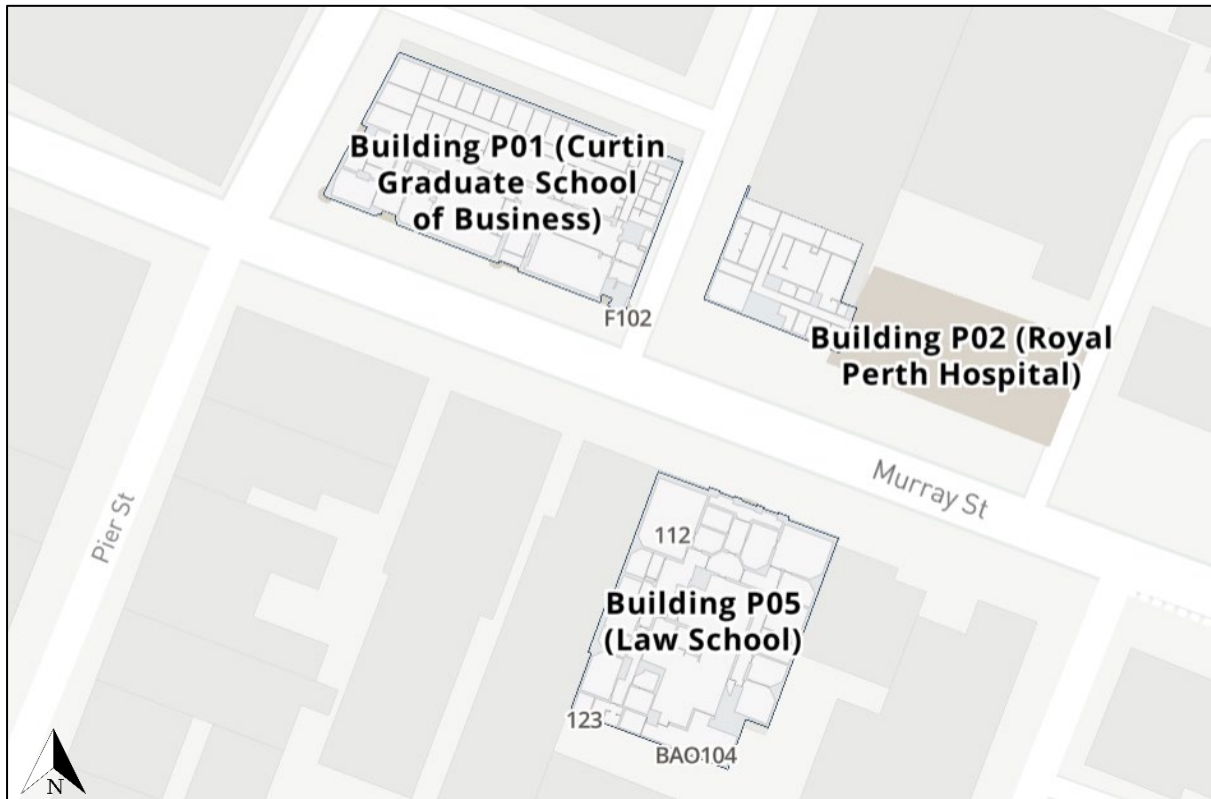 Building P01 (Curtin
Graduate School
of Business)
F102
Building P02 (Royal
Perth Hospital)
Murray St
Pier St
112
Building P05
(Law School)
123
BAO104
N